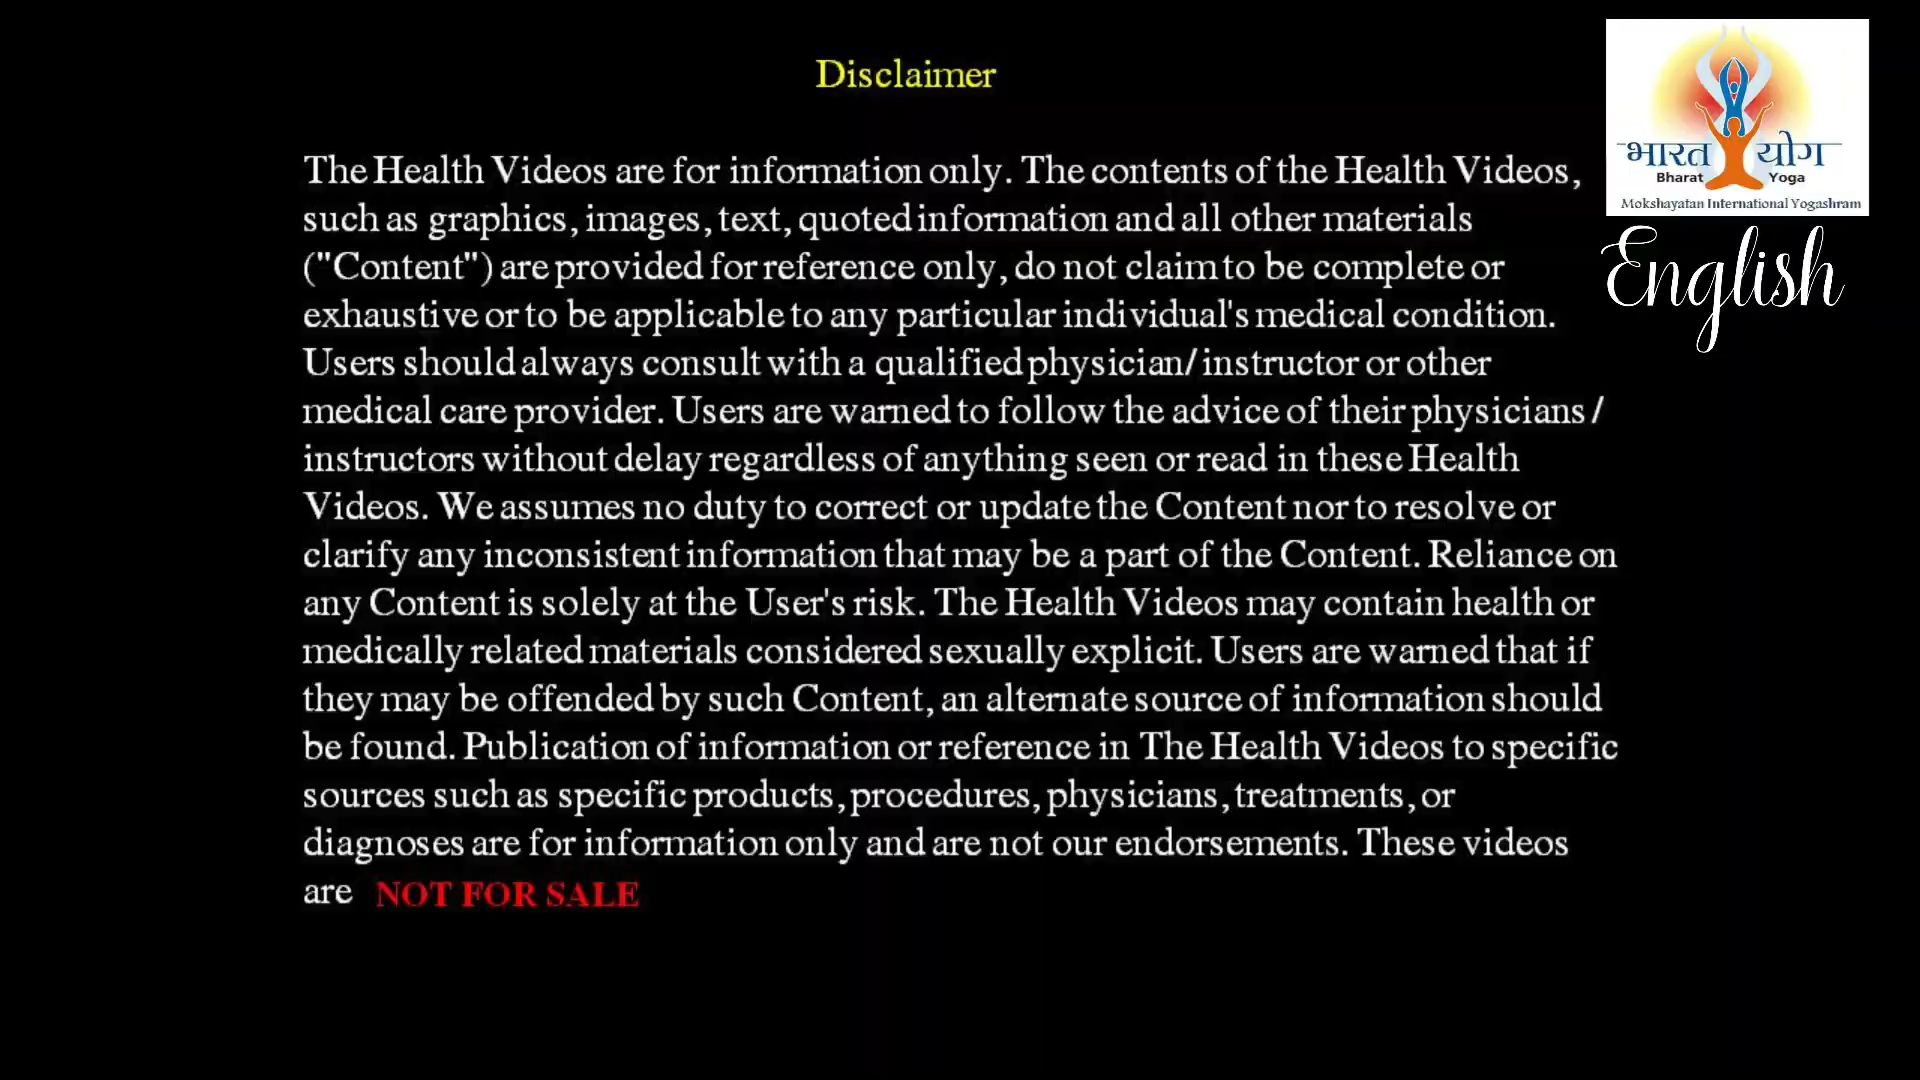 Disclaimer
The Health Videos are for information only. The contents of the Health Videos,
such as graphics, images, text, quoted information and all other materials
("Content") are provided for reference only, do not claim to be complete or
exhaustive or to be applicable to any particular individual's medical condition.
Users should always consult with a qualified physician/ instructor or other
medical care provider. Users are warned to follow the advice of their physicians /
instructors without delay regardless of anything seen or read in these Health
Videos. We assumes no duty to correct or update the Content nor to resolve or
clarify any inconsistent information that may be a part of the Content. Reliance on
any Content is solely at the User's risk. The Health Videos may contain health or
medically related materials considered sexually explicit. Users are warned that if
they may be offended by such Content, an alternate source of information should
be found. Publication of information or reference in The Health Videos to specific
sources such as specific products, procedures, physicians, treatments, or
diagnoses are for information only and are not our endorsements. These videos
are NOT FOR SALE
भारत योग
Bharat Yoga
Mokshayatan International Yogashram
English